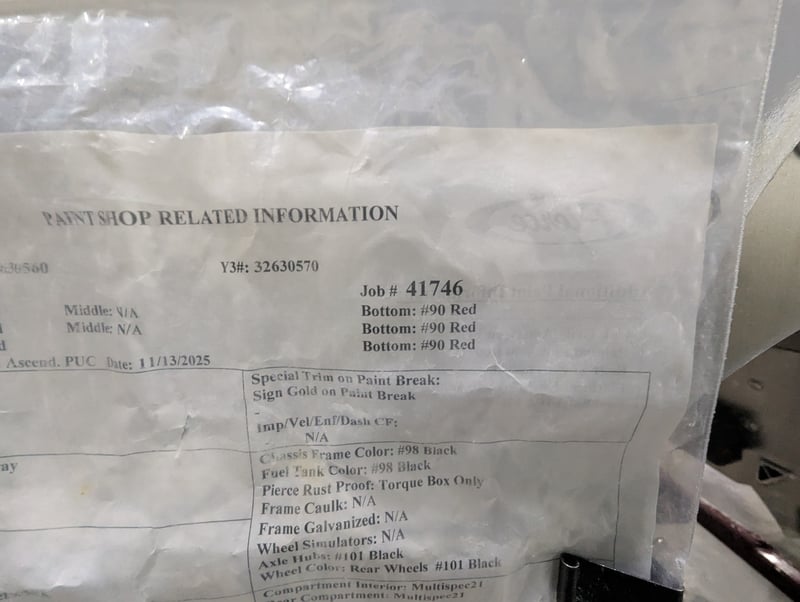 PAINT SHOP RELATED INFORMATION
Y3#: 32630570
Job # 41746
Middle: N/A Bottom: #90 Red
Middle: N/A Bottom: #90 Red
Bottom: #90 Red
Ascend. PUC Date: 11/13/2025
Special Trim on Paint Break:
Sign Gold on Paint Break
-
Imp/Vel/Enf/Dash CF:
N/A
Chassis Frame Color: #98 Black
Fuel Tank Color: #98 Black
Pierce Rust Proof: Torque Box Only
Frame Caulk: N/A
Frame Galvanized: N/A
Wheel Simulators: N/A
Axle Hubs: #101 Black
Wheel Color: Rear Wheels #101 Black
Compartment Interior: Multispec21
Compartment: Multispec21